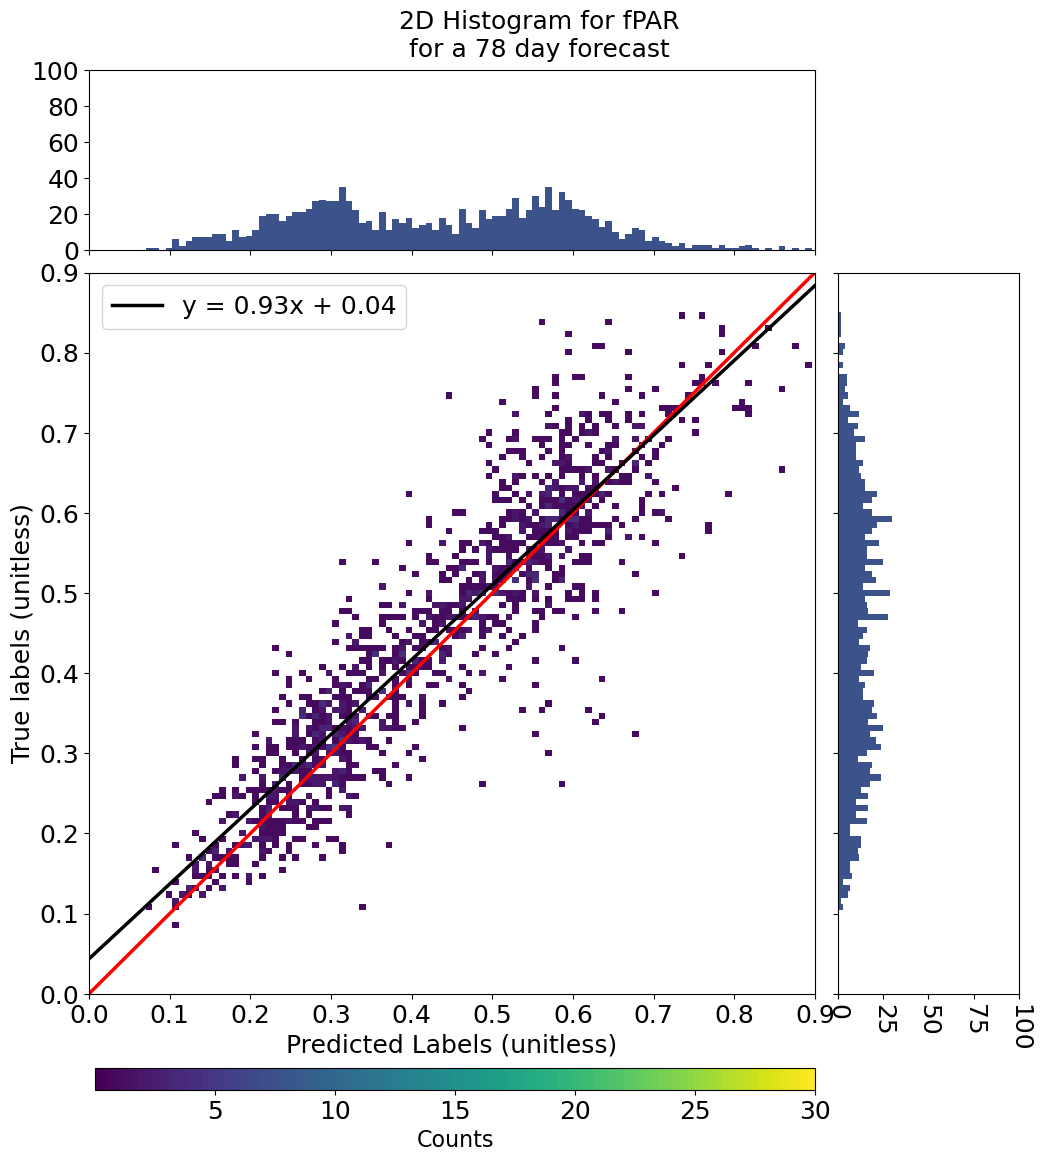 2D Histogram for fPAR
for a 78 day forecast
100
80
60
40
20
0
0.9
0.8
0.7
0.6
0.5
0.4
0.3
0.2
0.1
0.0
True labels (unitless)
y = 0.93x + 0.04
0.0 0.1 0.2 0.3 0.4 0.5 0.6 0.7 0.8 0.9
Predicted Labels (unitless)
0 25 50 75 100
5 10 15 20 25 30
Counts